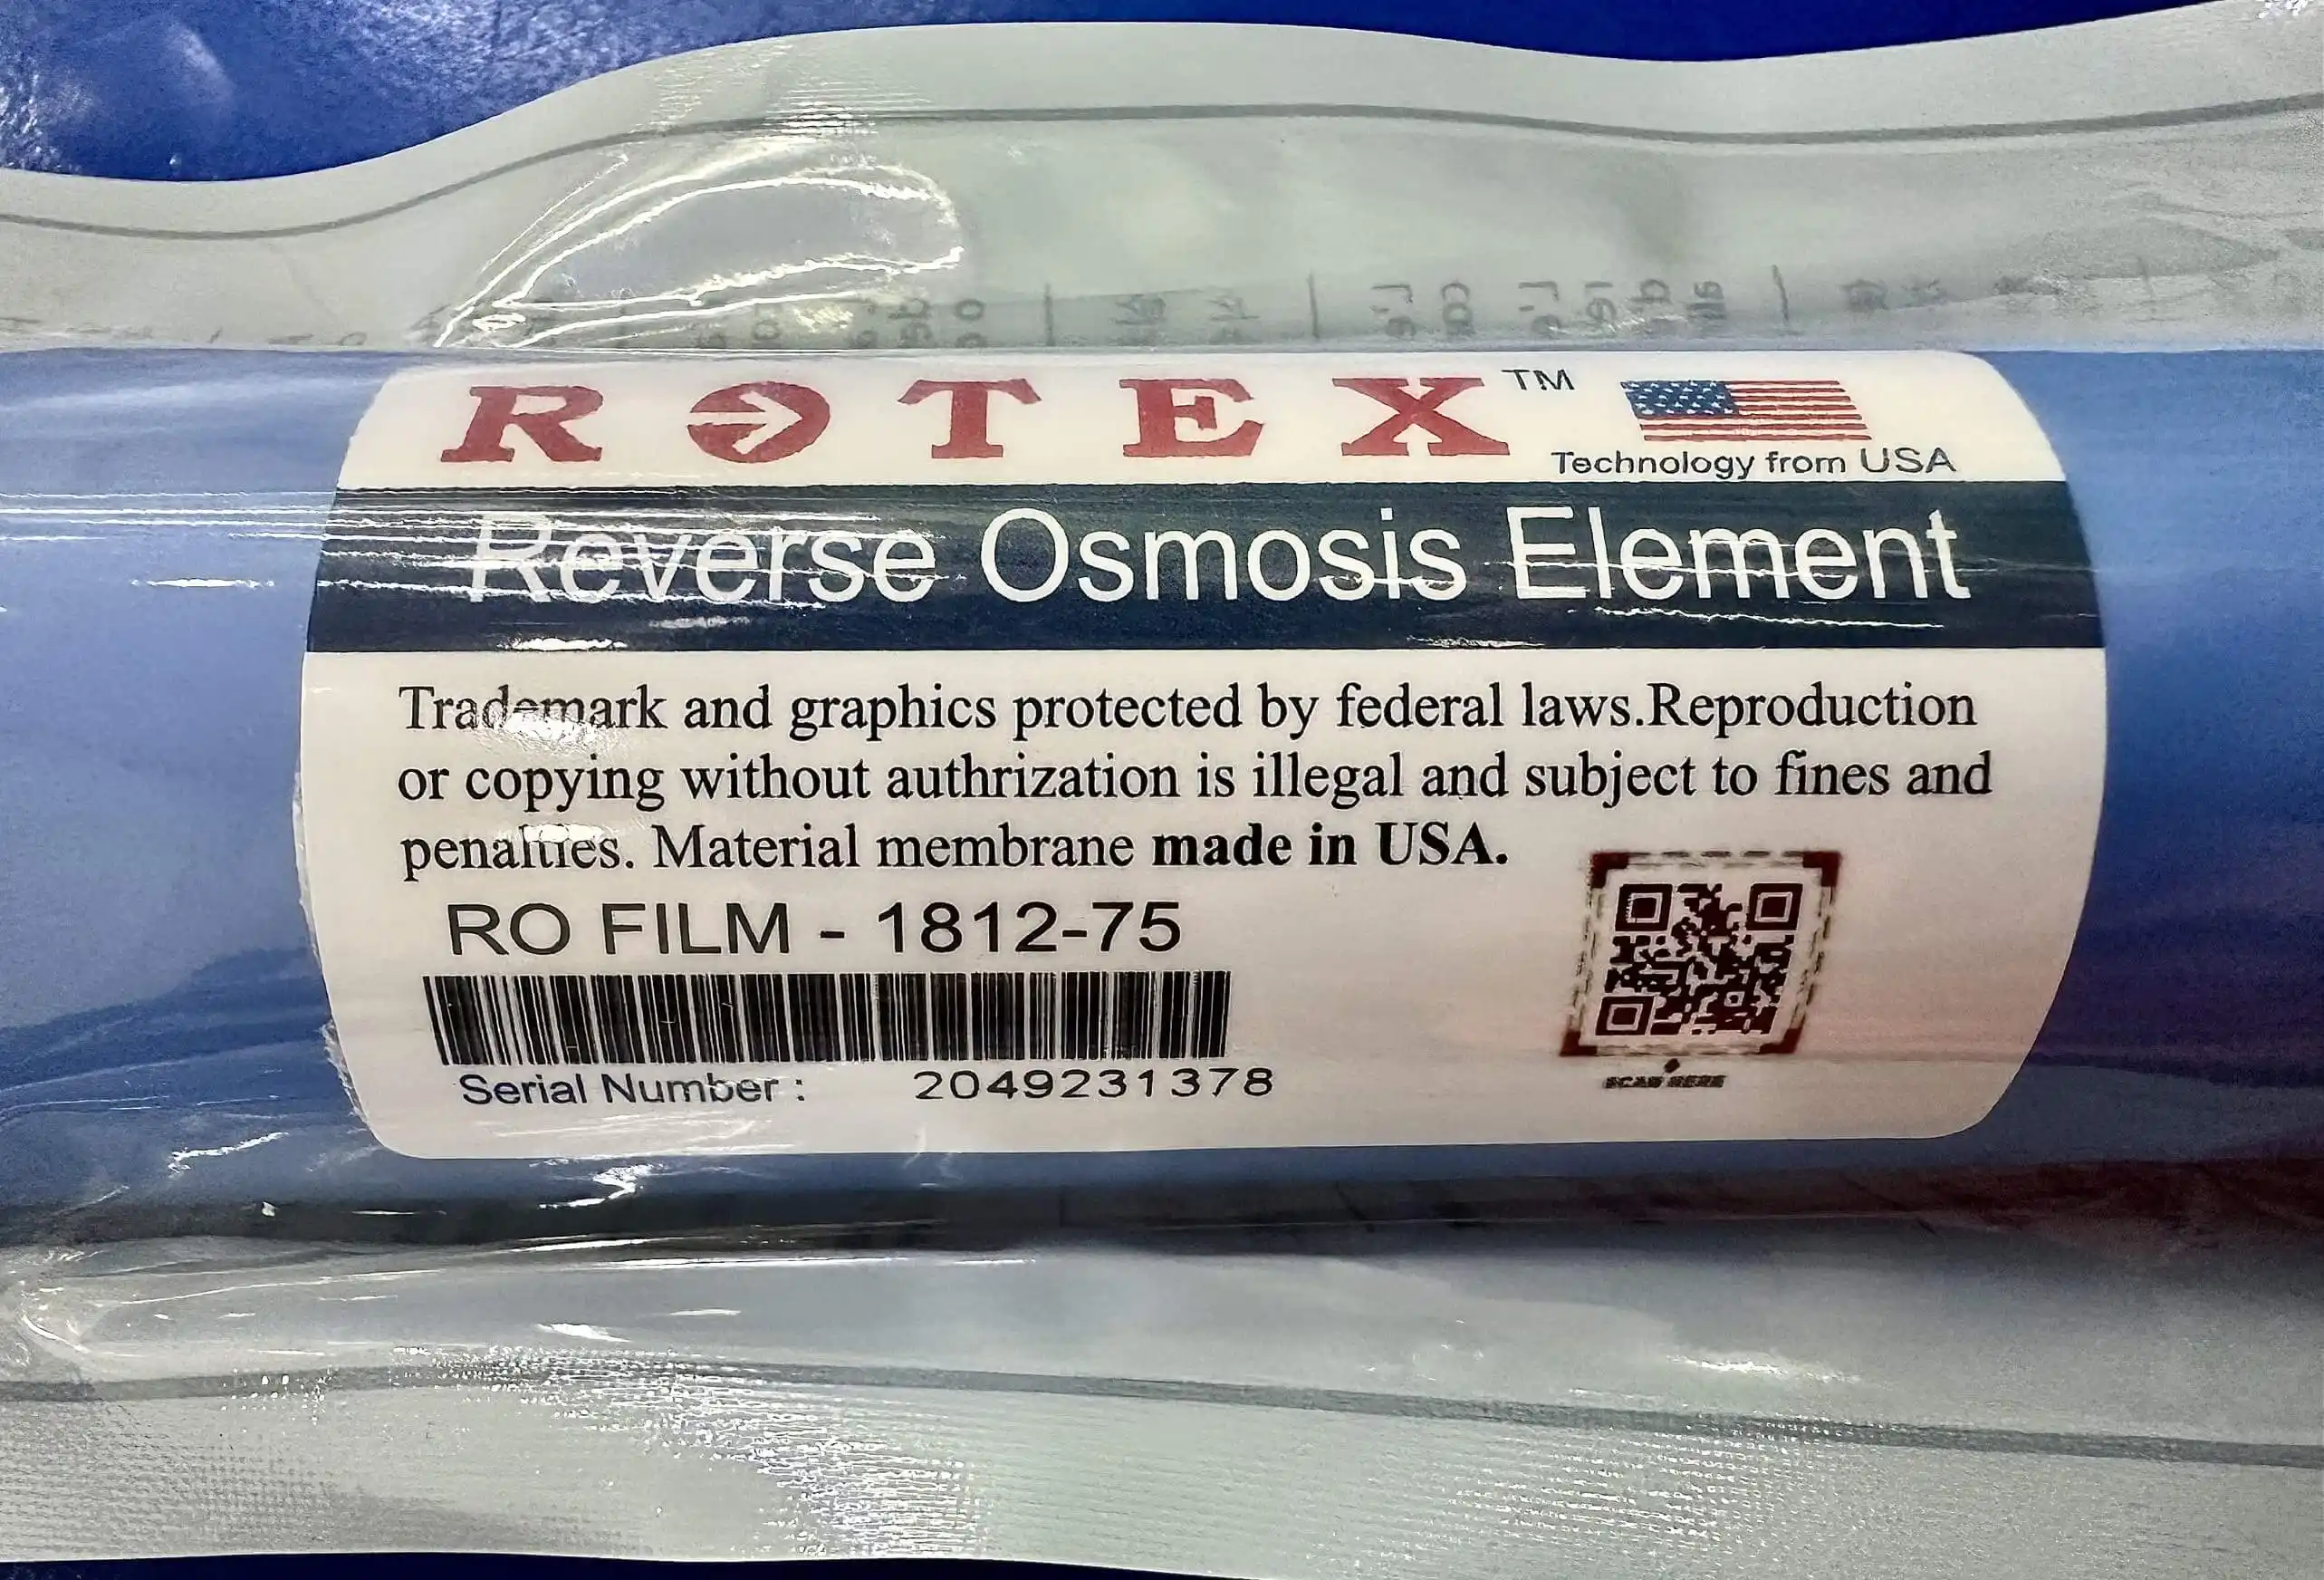 ROTEX™
Technology from USA
Reverse Osmosis Element
Trademark and graphics protected by federal laws.Reproduction
or copying without authrization is illegal and subject to fines and
penalties. Material membrane made in USA.
RO FILM - 1812-75
Serial Number : 2049231378
SCAN HERE